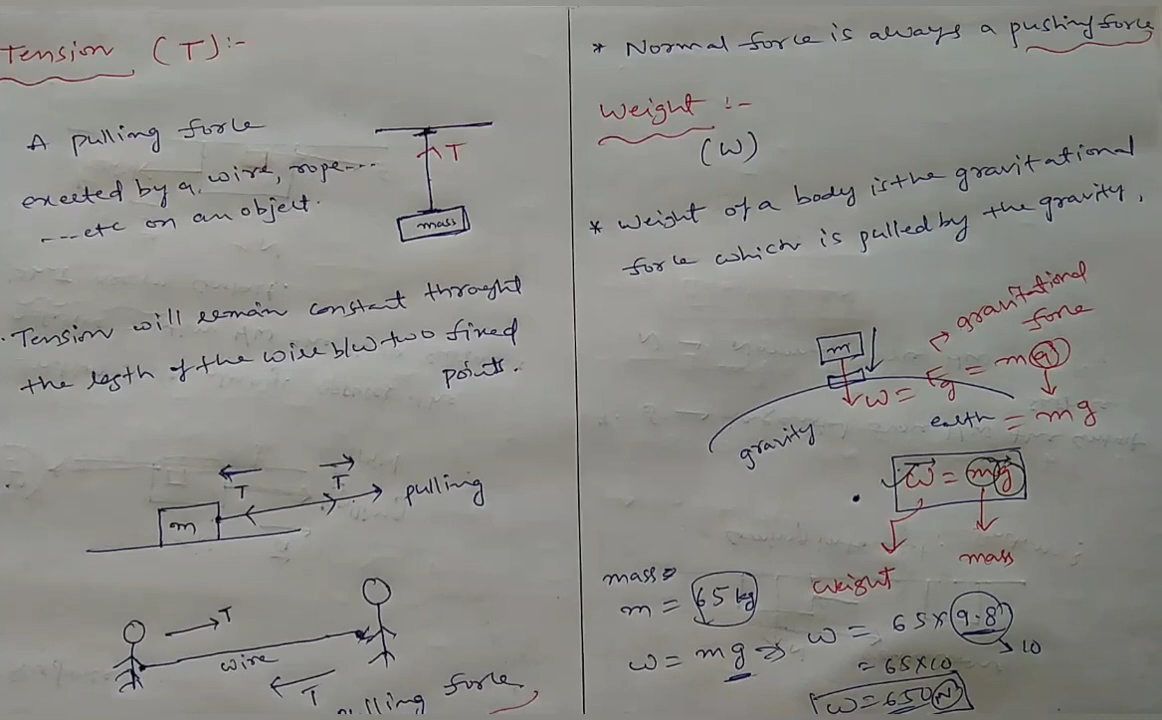 Tension (T):-
A pulling force
exerted by a, wire, rope---
---etc on an object.
T
mass
. Tension will remain constant throught
the legth of the wire b/w two fixed
points.
T
T
pulling
m
T
wire
T
pulling force
* Normal force is always a pushing force
Weight :-
(W)
* Weight of a body is the gravitational
force which is pulled by the gravity,
gravitational
force
m
W = Fg = m g
earth = mg
gravity
W = mg
mass
weight
mass
m = 65 kg
W = mg ⇒ W = 65×9.8
10
= 65×10
W = 650 N